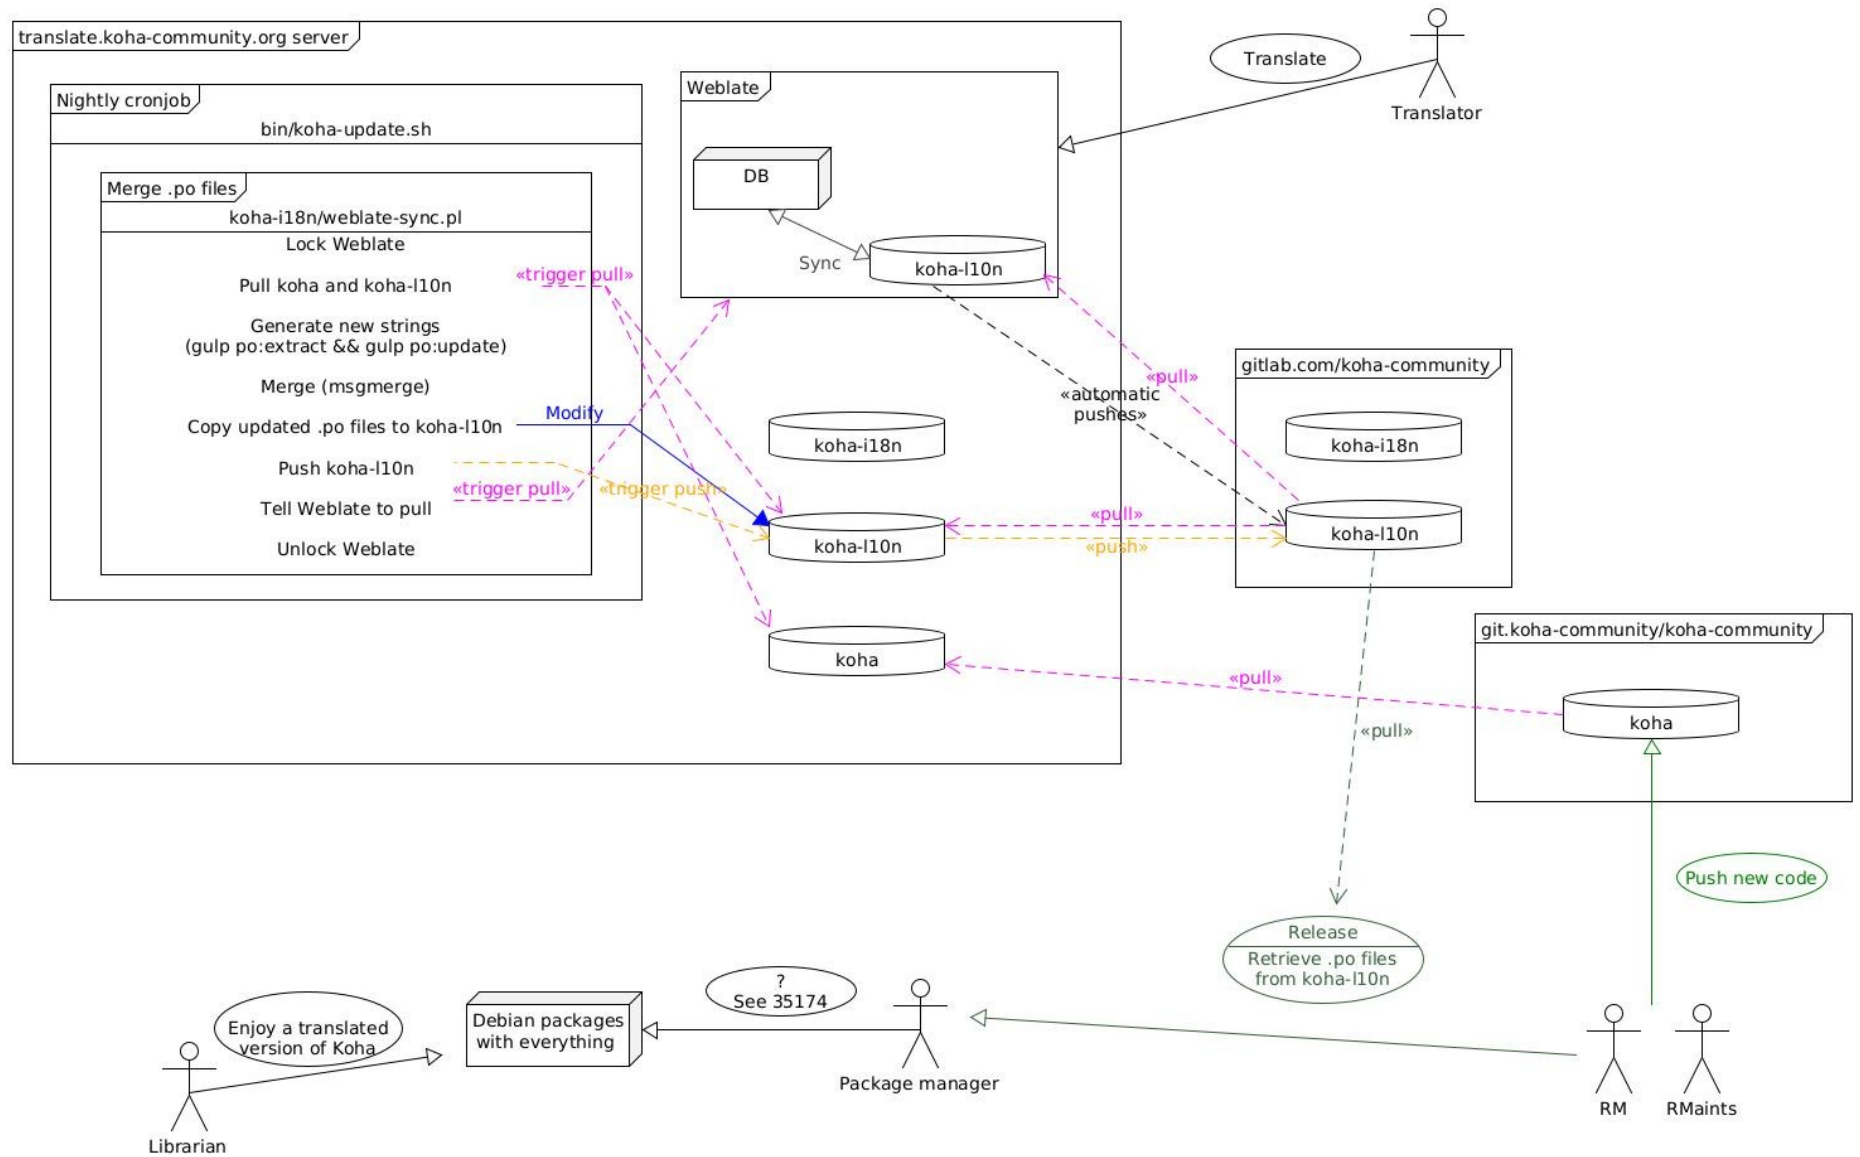 translate.koha-community.org server
Nightly cronjob
bin/koha-update.sh
Merge .po files
koha-i18n/weblate-sync.pl
Lock Weblate
Pull koha and koha-l10n
Generate new strings
(gulp po:extract && gulp po:update)
Merge (msgmerge)
Copy updated .po files to koha-l10n
Push koha-l10n
Tell Weblate to pull
Unlock Weblate
«trigger pull»
Modify
«trigger push»
«trigger pull»
Weblate
DB
Sync
koha-l10n
Translate
Translator
koha-i18n
koha-l10n
koha
«automatic
pushes»
«pull»
«pull»
«push»
gitlab.com/koha-community
koha-i18n
koha-l10n
git.koha-community/koha-community
koha
«pull»
«pull»
Push new code
Release
Retrieve .po files
from koha-l10n
?
See 35174
Enjoy a translated
version of Koha
Debian packages
with everything
Package manager
Librarian
RM
RMaints